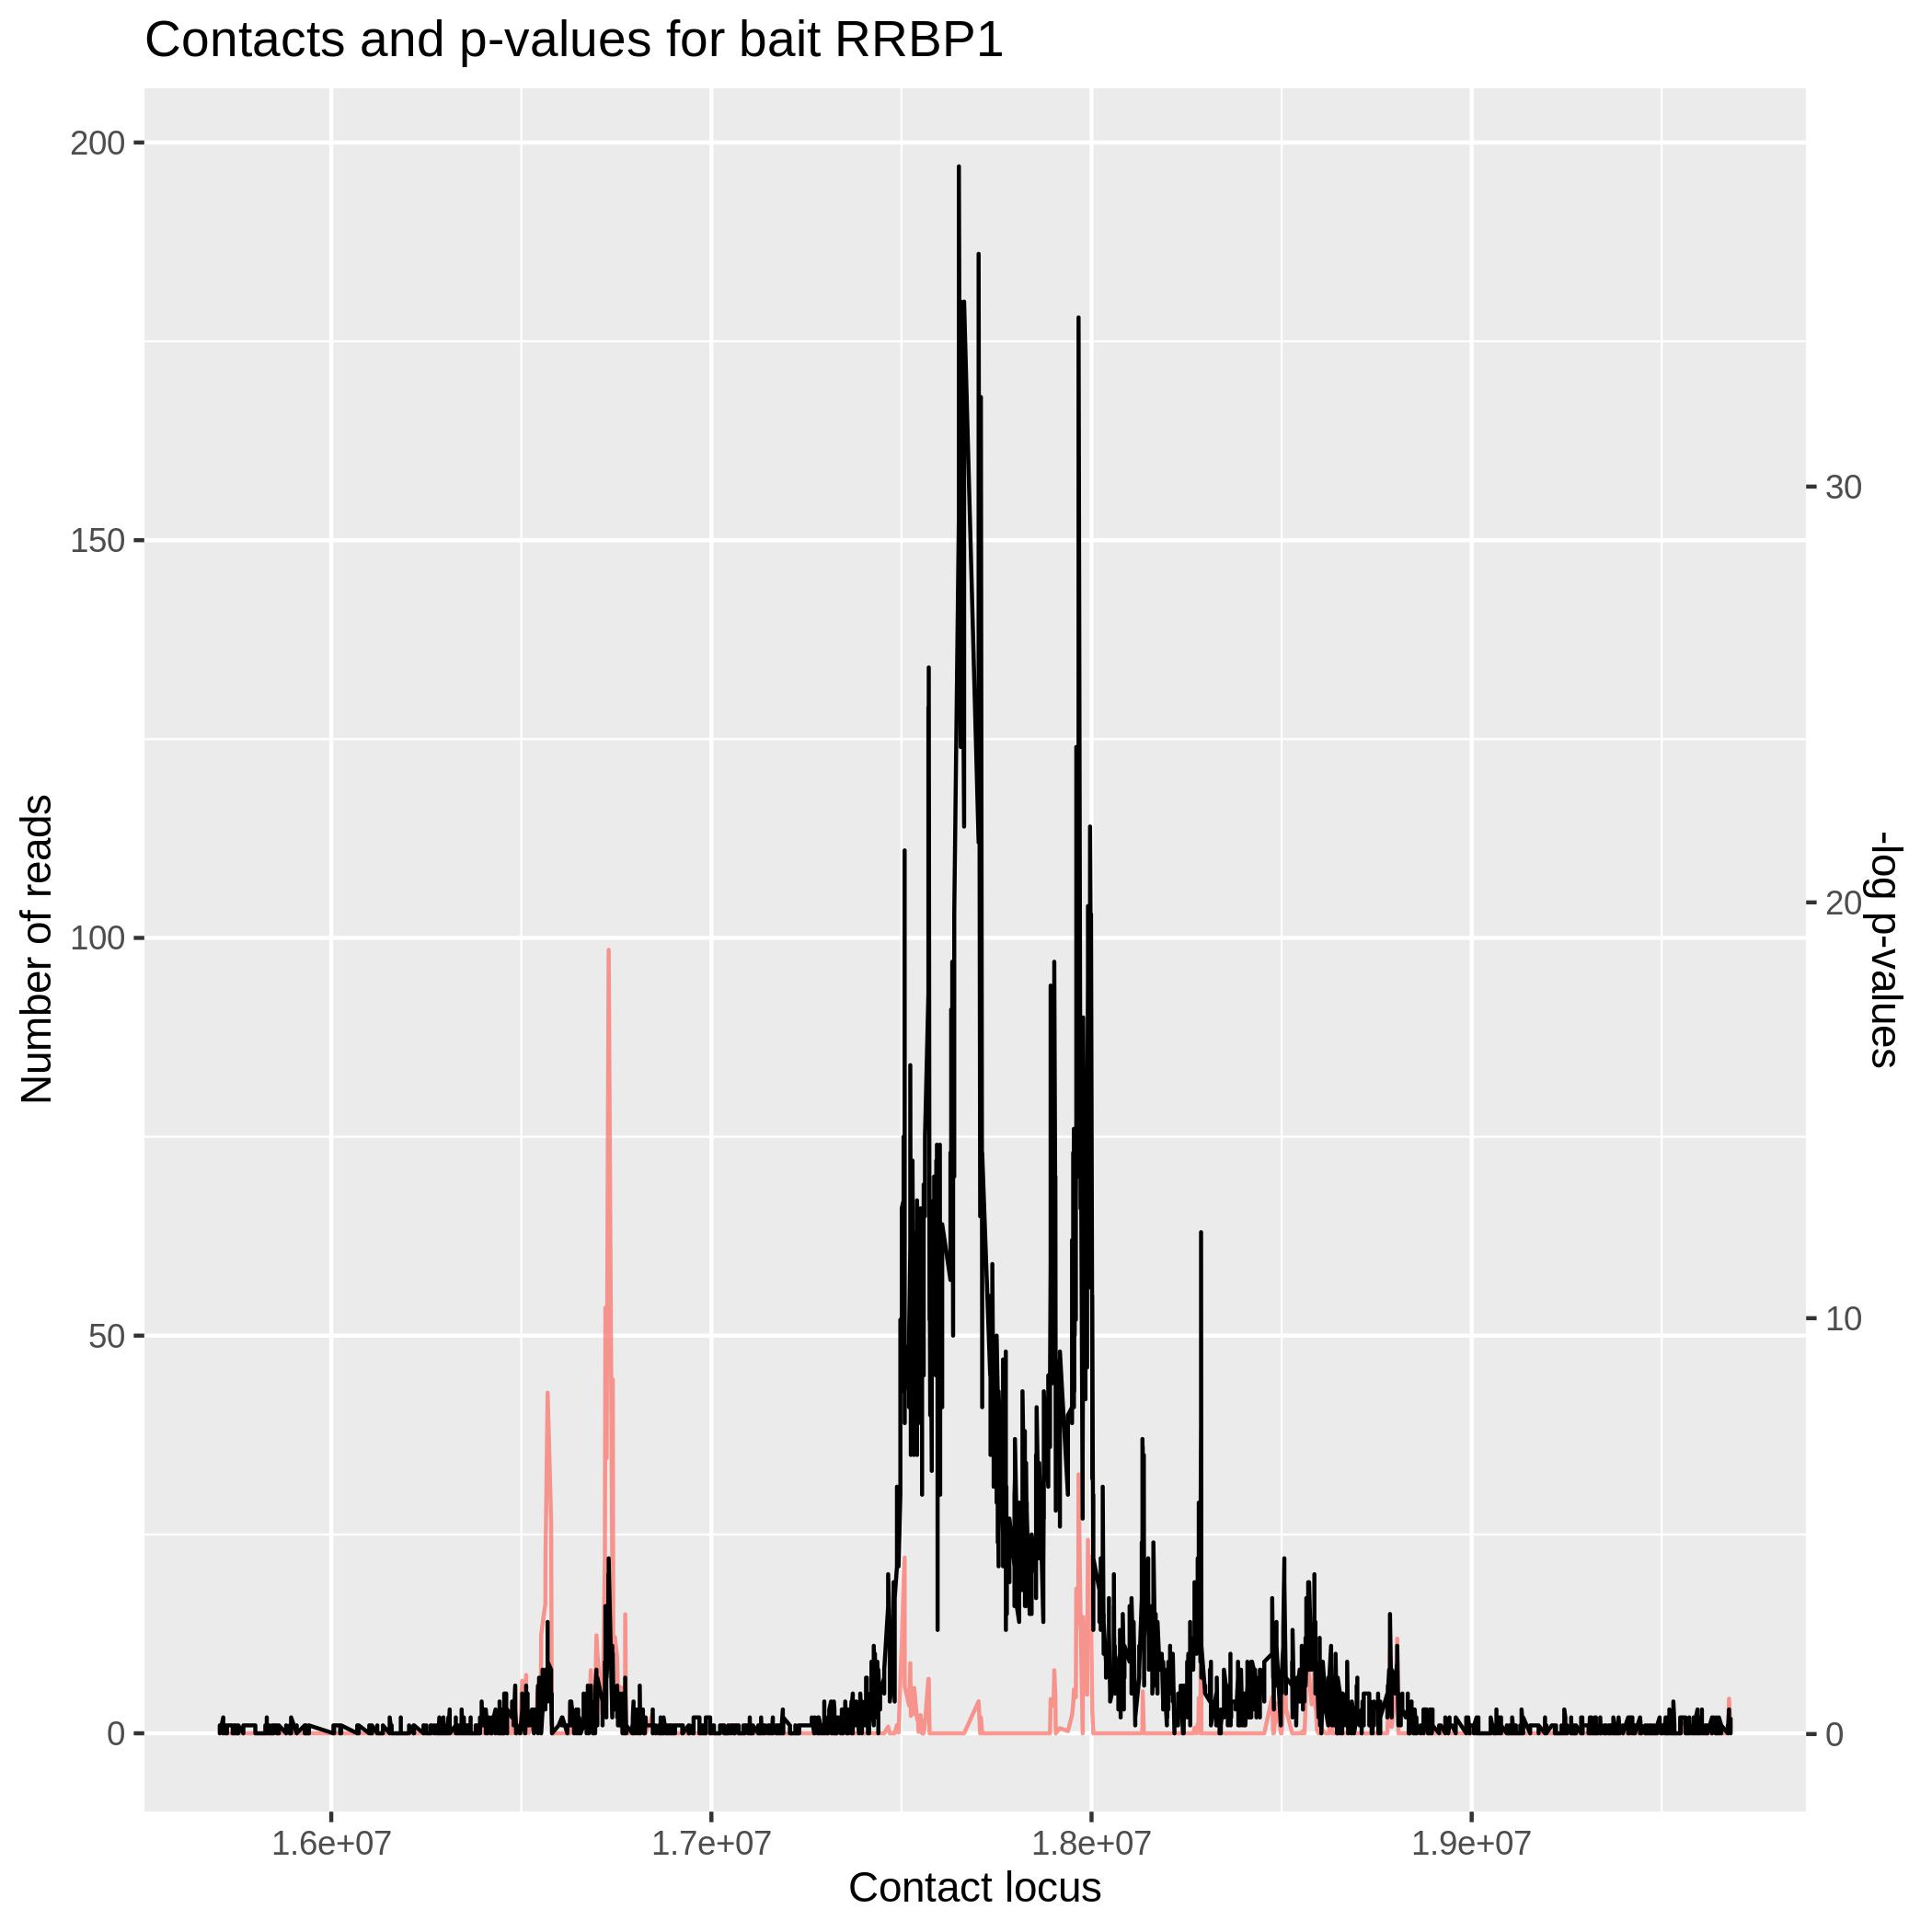 Contacts and p-values for bait RRBP1
200
150
100
50
0
Number of reads
30
20
10
0
-log p-values
1.6e+07 1.7e+07 1.8e+07 1.9e+07
Contact locus